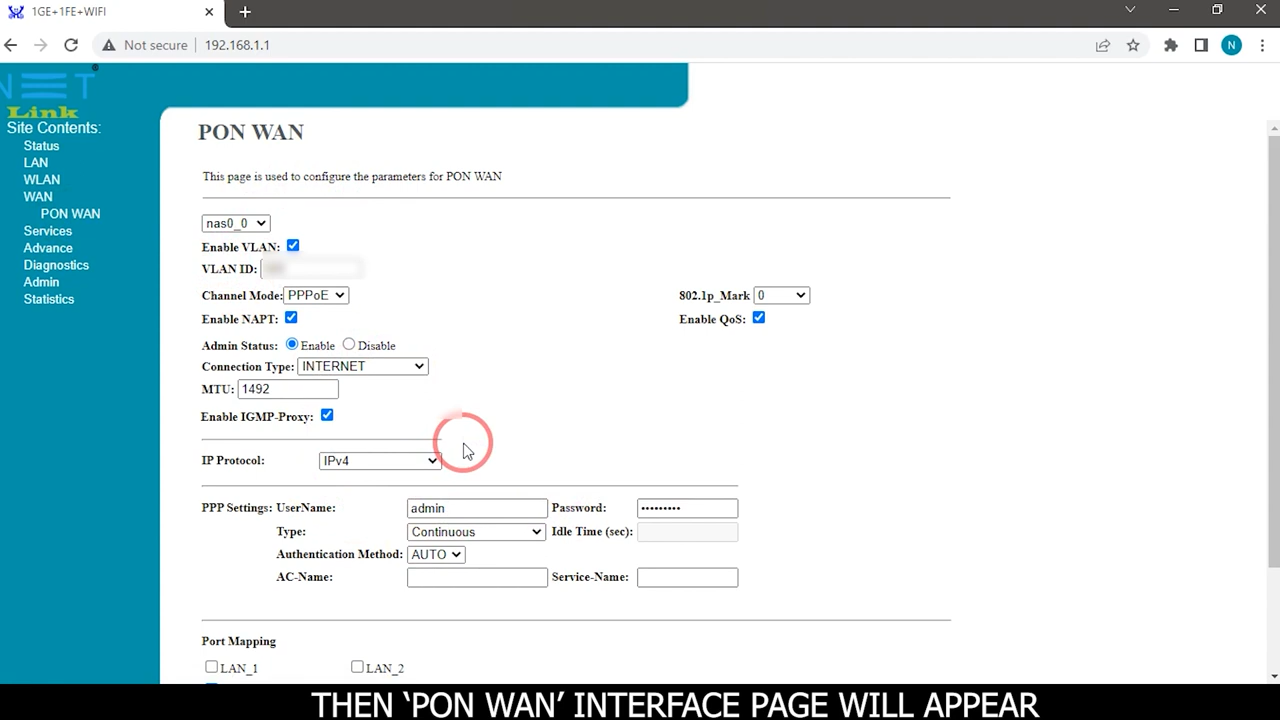 1GE+1FE+WIFI
Not secure 192.168.1.1
N
NET
Link
Site Contents:
Status
LAN
WLAN
WAN
PON WAN
Services
Advance
Diagnostics
Admin
Statistics
PON WAN
This page is used to configure the parameters for PON WAN
nas0_0
Enable VLAN:
VLAN ID:
Channel Mode: PPPoE 802.1p_Mark 0
Enable NAPT: Enable QoS:
Admin Status: Enable Disable
Connection Type: INTERNET
MTU: 1492
Enable IGMP-Proxy:
IP Protocol: IPv4
PPP Settings: UserName: admin Password: •••••••••
Type: Continuous Idle Time (sec):
Authentication Method: AUTO
AC-Name: Service-Name:
Port Mapping
LAN_1 LAN_2
THEN ‘PON WAN’ INTERFACE PAGE WILL APPEAR